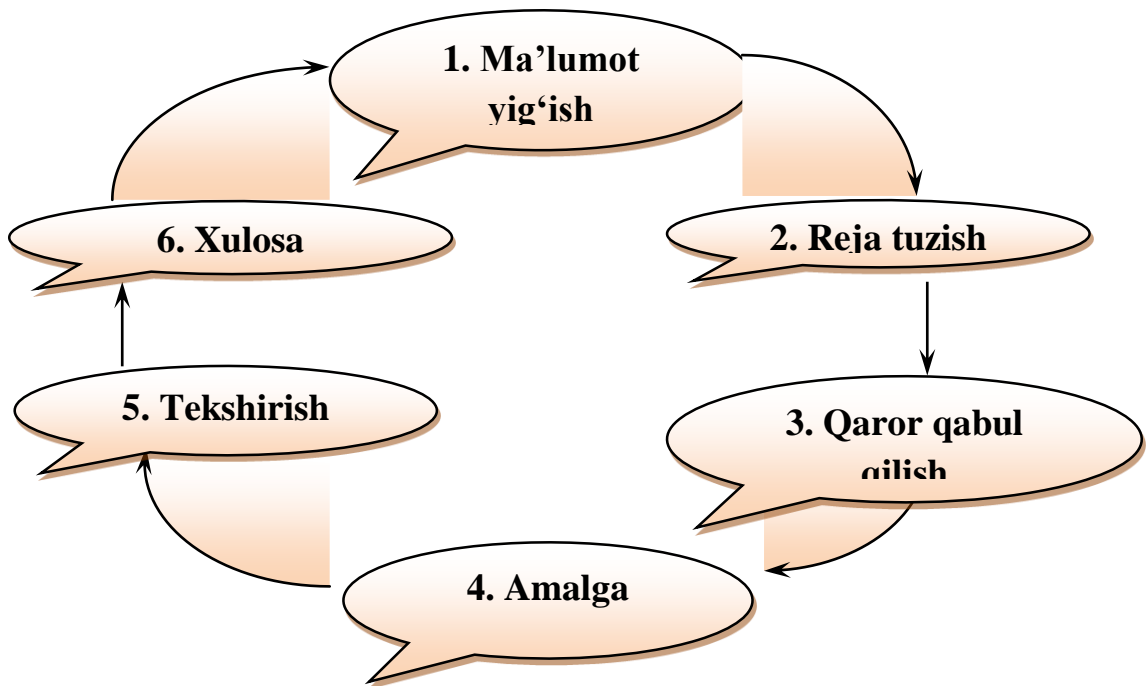 1. Ma’lumot
yig‘ish
2. Reja tuzish
3. Qaror qabul
qilish
4. Amalga
5. Tekshirish
6. Xulosa